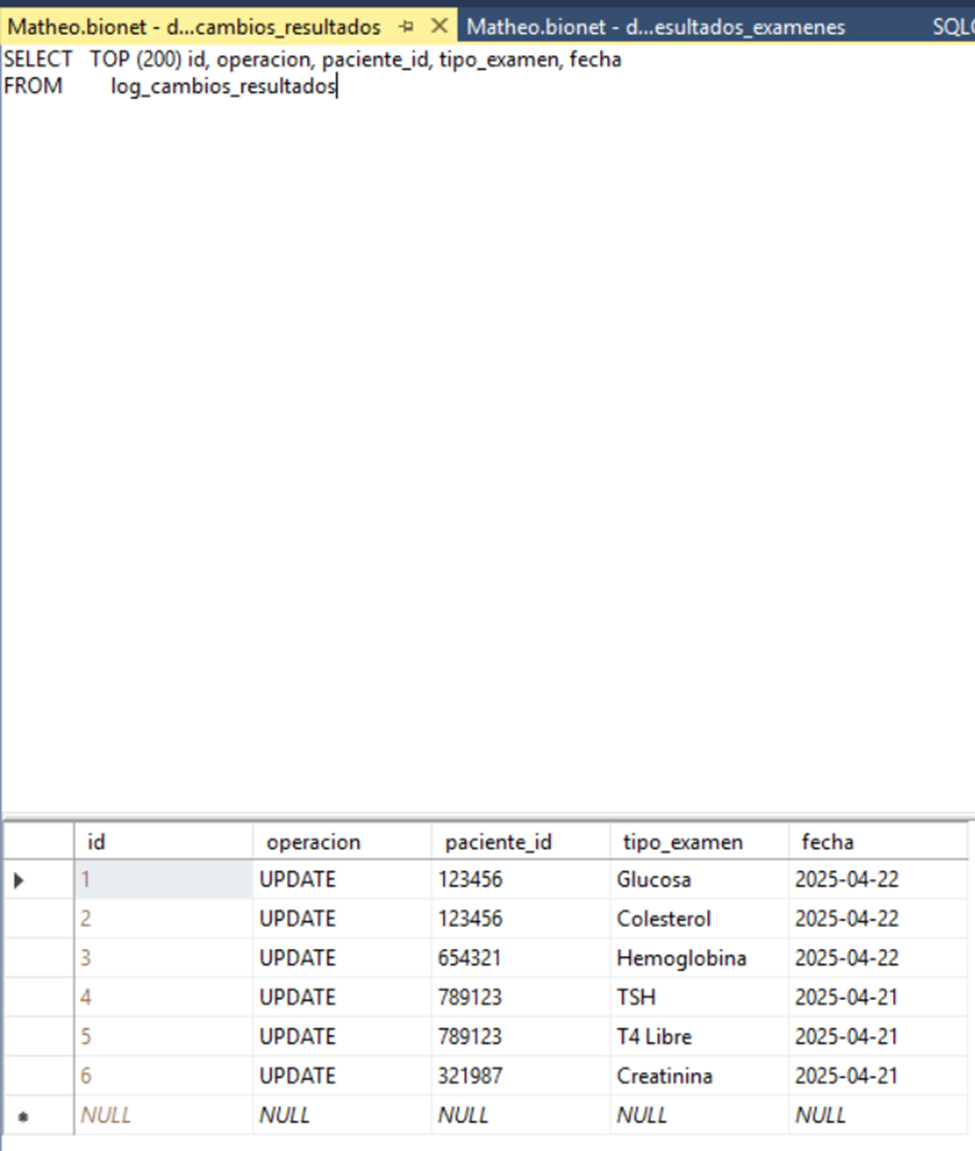 Matheo.bionet - d...cambios_resultados Matheo.bionet - d...esultados_examenes SQLQ
SELECT TOP (200) id, operacion, paciente_id, tipo_examen, fecha
FROM log_cambios_resultados
id operacion paciente_id tipo_examen fecha
1 UPDATE 123456 Glucosa 2025-04-22
2 UPDATE 123456 Colesterol 2025-04-22
3 UPDATE 654321 Hemoglobina 2025-04-22
4 UPDATE 789123 TSH 2025-04-21
5 UPDATE 789123 T4 Libre 2025-04-21
6 UPDATE 321987 Creatinina 2025-04-21
NULL NULL NULL NULL NULL